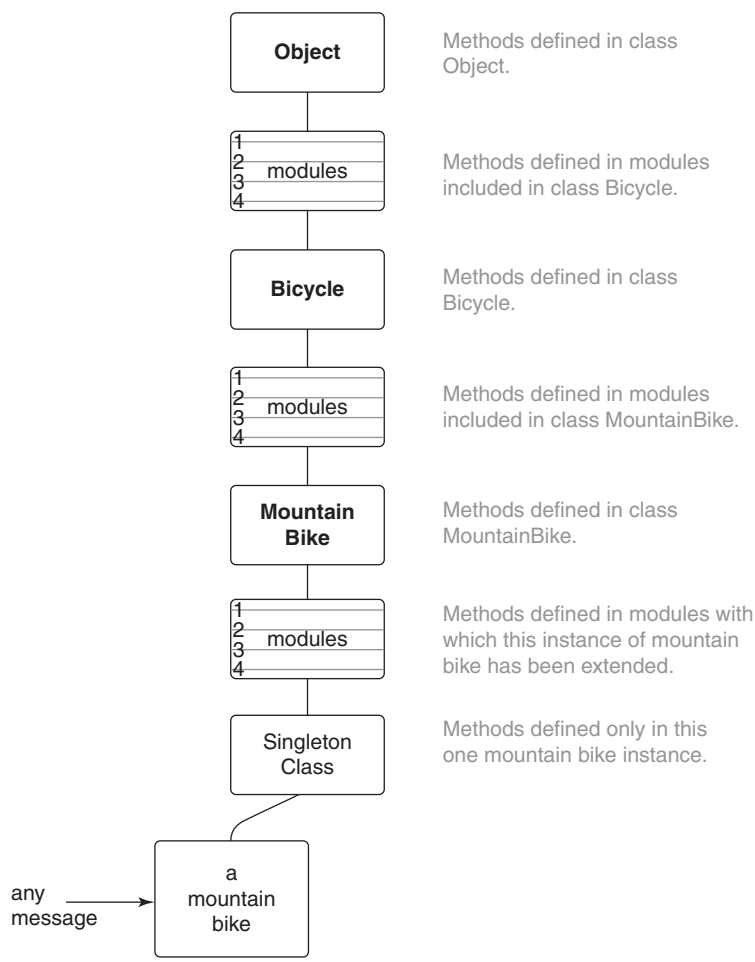 Object
Methods defined in class
Object.
1
2
3
4
modules
Methods defined in modules
included in class Bicycle.
Bicycle
Methods defined in class
Bicycle.
1
2
3
4
modules
Methods defined in modules
included in class MountainBike.
Mountain
Bike
Methods defined in class
MountainBike.
1
2
3
4
modules
Methods defined in modules with
which this instance of mountain
bike has been extended.
Singleton
Class
Methods defined only in this
one mountain bike instance.
any
message
a
mountain
bike